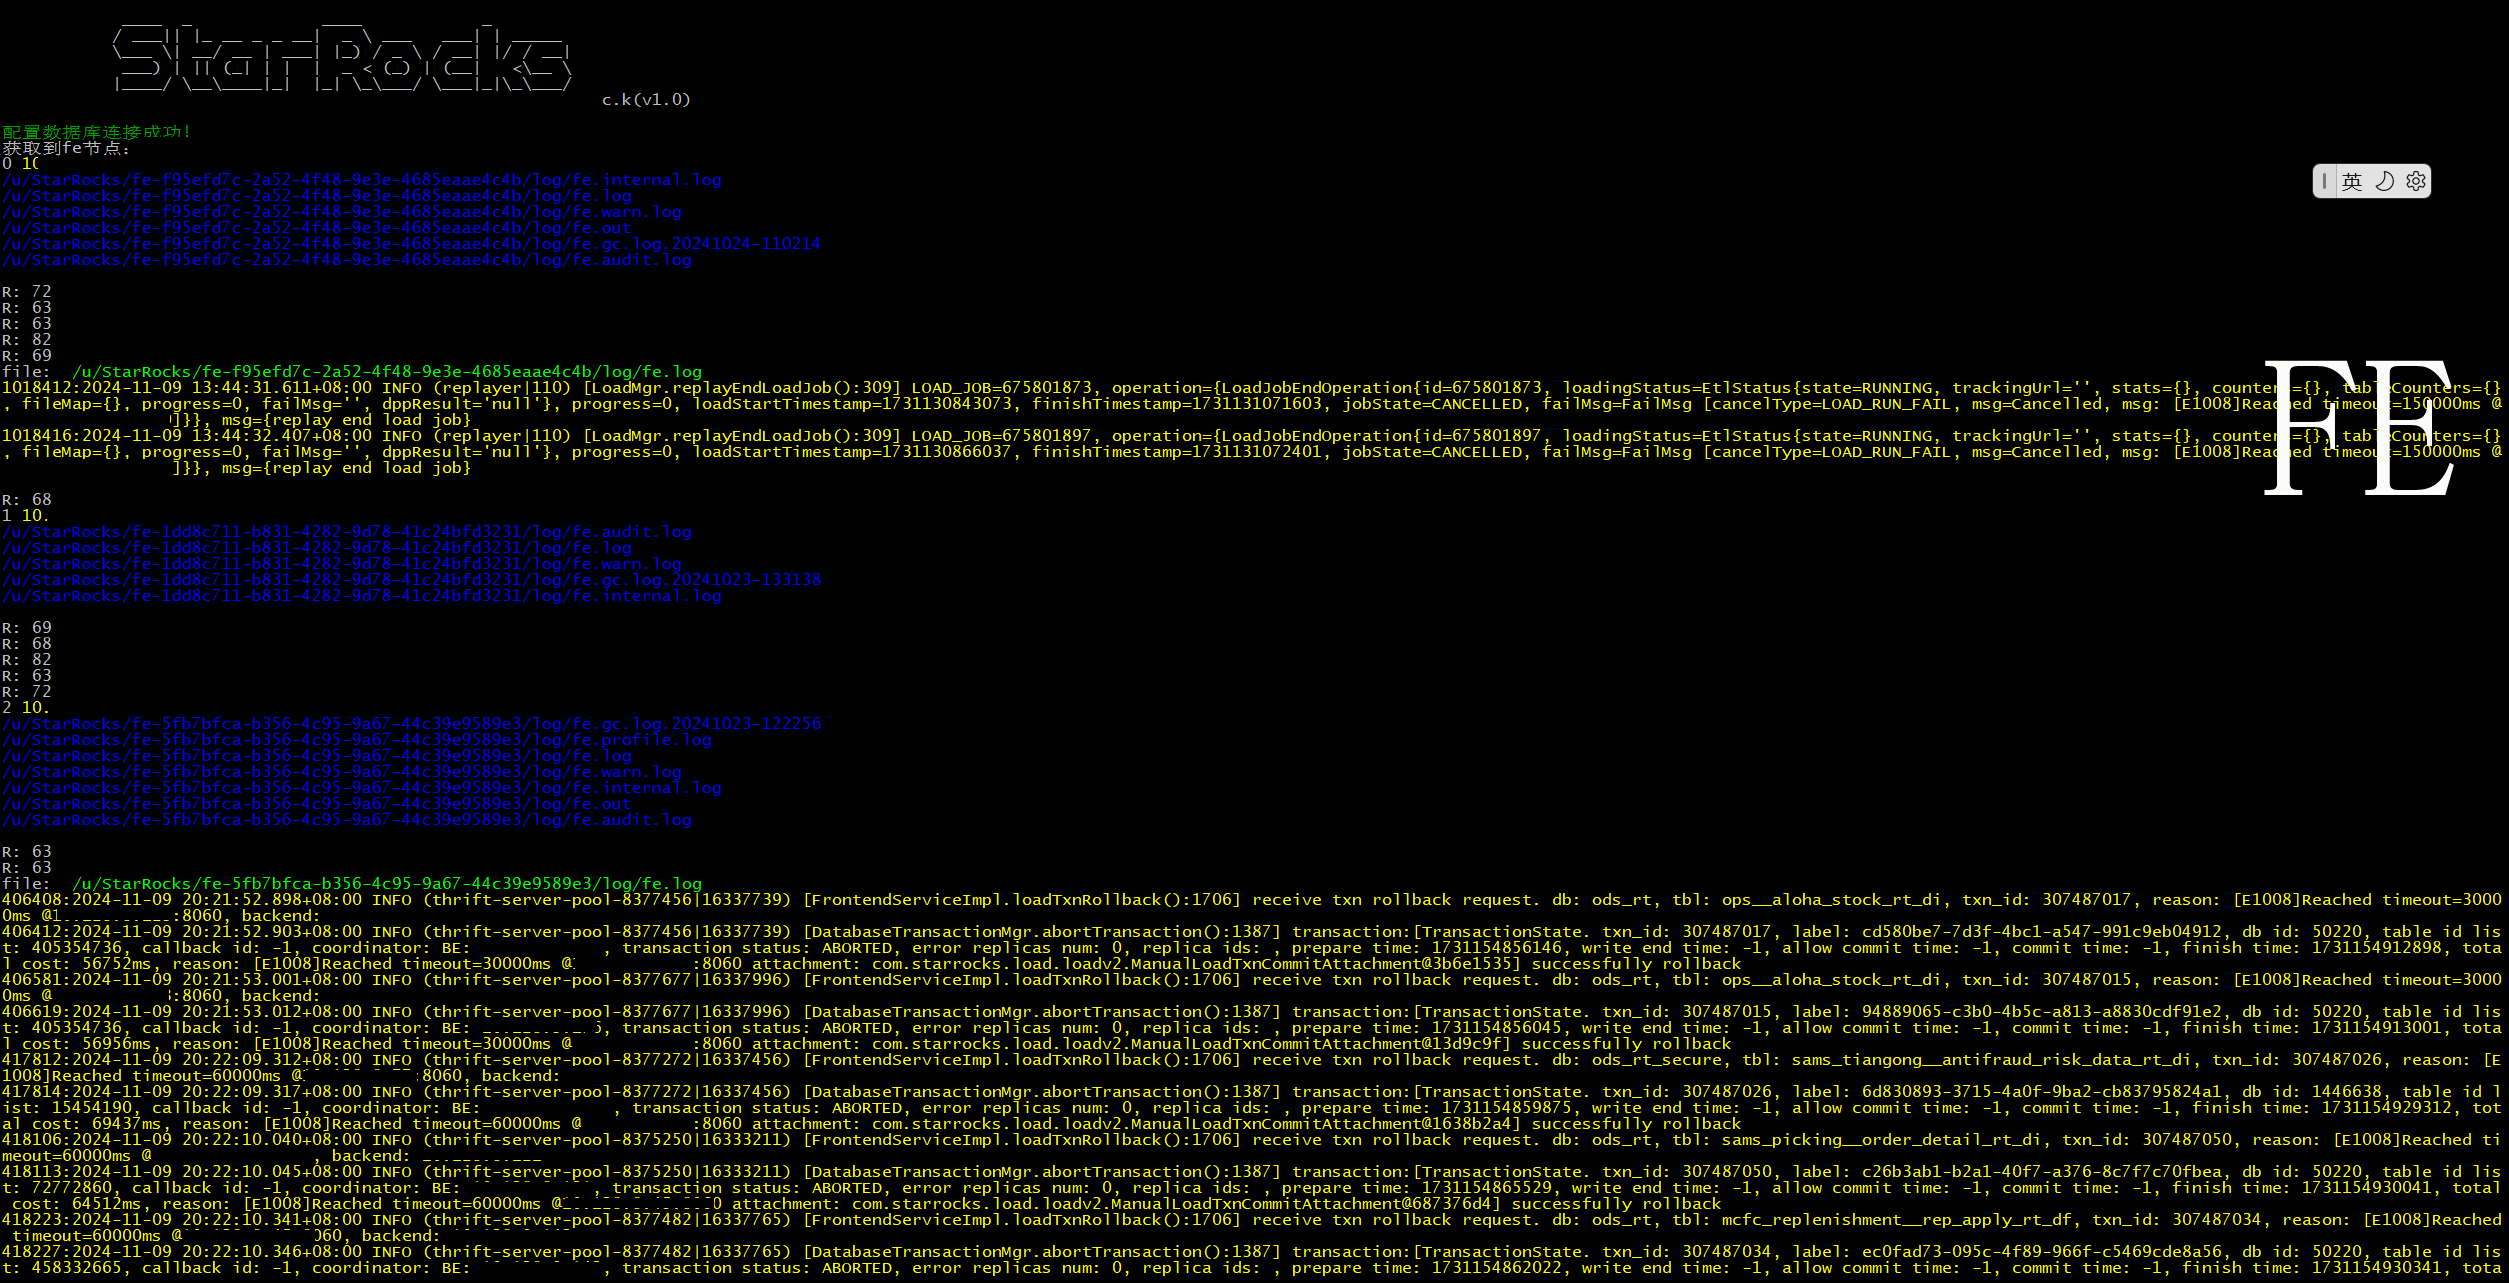 StarRocks
c.k(v1.0)
配置数据库连接成功!
获取到fe节点:
0 10
/u/StarRocks/fe-f95efd7c-2a52-4f48-9e3e-4685eaae4c4b/log/fe.internal.log
/u/StarRocks/fe-f95efd7c-2a52-4f48-9e3e-4685eaae4c4b/log/fe.log
/u/StarRocks/fe-f95efd7c-2a52-4f48-9e3e-4685eaae4c4b/log/fe.warn.log
/u/StarRocks/fe-f95efd7c-2a52-4f48-9e3e-4685eaae4c4b/log/fe.out
/u/StarRocks/fe-f95efd7c-2a52-4f48-9e3e-4685eaae4c4b/log/fe.gc.log.20241024-110214
/u/StarRocks/fe-f95efd7c-2a52-4f48-9e3e-4685eaae4c4b/log/fe.audit.log
英
R: 72
R: 63
R: 63
R: 82
R: 69
file:  /u/StarRocks/fe-f95efd7c-2a52-4f48-9e3e-4685eaae4c4b/log/fe.log
FE
1018412:2024-11-09 13:44:31.611+08:00 INFO (replayer|110) [LoadMgr.replayEndLoadJob():309] LOAD_JOB=675801873, operation={LoadJobEndOperation{id=675801873, loadingStatus=EtlStatus{state=RUNNING, trackingUrl='', stats={}, counters={}, tableCounters={}
, fileMap={}, progress=0, failMsg='', dppResult='null'}, progress=0, loadStartTimestamp=1731130843073, finishTimestamp=1731131071603, jobState=CANCELLED, failMsg=FailMsg [cancelType=LOAD_RUN_FAIL, msg=Cancelled, msg: [E1008]Reached timeout=150000ms @
]}}, msg={replay end load job}
1018416:2024-11-09 13:44:32.407+08:00 INFO (replayer|110) [LoadMgr.replayEndLoadJob():309] LOAD_JOB=675801897, operation={LoadJobEndOperation{id=675801897, loadingStatus=EtlStatus{state=RUNNING, trackingUrl='', stats={}, counters={}, tableCounters={}
, fileMap={}, progress=0, failMsg='', dppResult='null'}, progress=0, loadStartTimestamp=1731130866037, finishTimestamp=1731131072401, jobState=CANCELLED, failMsg=FailMsg [cancelType=LOAD_RUN_FAIL, msg=Cancelled, msg: [E1008]Reached timeout=150000ms @
]}}, msg={replay end load job}
R: 68
1 10.
/u/StarRocks/fe-1dd8c711-b831-4282-9d78-41c24bfd3231/log/fe.audit.log
/u/StarRocks/fe-1dd8c711-b831-4282-9d78-41c24bfd3231/log/fe.log
/u/StarRocks/fe-1dd8c711-b831-4282-9d78-41c24bfd3231/log/fe.warn.log
/u/StarRocks/fe-1dd8c711-b831-4282-9d78-41c24bfd3231/log/fe.gc.log.20241023-133138
/u/StarRocks/fe-1dd8c711-b831-4282-9d78-41c24bfd3231/log/fe.internal.log
R: 69
R: 68
R: 82
R: 63
R: 72
2 10.
/u/StarRocks/fe-5fb7bfca-b356-4c95-9a67-44c39e9589e3/log/fe.gc.log.20241023-122256
/u/StarRocks/fe-5fb7bfca-b356-4c95-9a67-44c39e9589e3/log/fe.profile.log
/u/StarRocks/fe-5fb7bfca-b356-4c95-9a67-44c39e9589e3/log/fe.log
/u/StarRocks/fe-5fb7bfca-b356-4c95-9a67-44c39e9589e3/log/fe.warn.log
/u/StarRocks/fe-5fb7bfca-b356-4c95-9a67-44c39e9589e3/log/fe.internal.log
/u/StarRocks/fe-5fb7bfca-b356-4c95-9a67-44c39e9589e3/log/fe.out
/u/StarRocks/fe-5fb7bfca-b356-4c95-9a67-44c39e9589e3/log/fe.audit.log
R: 63
R: 63
file:  /u/StarRocks/fe-5fb7bfca-b356-4c95-9a67-44c39e9589e3/log/fe.log
406408:2024-11-09 20:21:52.898+08:00 INFO (thrift-server-pool-8377456|16337739) [FrontendServiceImpl.loadTxnRollback():1706] receive txn rollback request. db: ods_rt, tbl: ops__aloha_stock_rt_di, txn_id: 307487017, reason: [E1008]Reached timeout=3000
0ms @ :8060, backend:
406412:2024-11-09 20:21:52.903+08:00 INFO (thrift-server-pool-8377456|16337739) [DatabaseTransactionMgr.abortTransaction():1387] transaction:[TransactionState. txn_id: 307487017, label: cd580be7-7d3f-4bc1-a547-991c9eb04912, db id: 50220, table id lis
t: 405354736, callback id: -1, coordinator: BE: , transaction status: ABORTED, error replicas num: 0, replica ids: , prepare time: 1731154856146, write end time: -1, allow commit time: -1, commit time: -1, finish time: 1731154912898, tota
l cost: 56752ms, reason: [E1008]Reached timeout=30000ms @ :8060 attachment: com.starrocks.load.loadv2.ManualLoadTxnCommitAttachment@3b6e1535] successfully rollback
406581:2024-11-09 20:21:53.001+08:00 INFO (thrift-server-pool-8377677|16337996) [FrontendServiceImpl.loadTxnRollback():1706] receive txn rollback request. db: ods_rt, tbl: ops__aloha_stock_rt_di, txn_id: 307487015, reason: [E1008]Reached timeout=3000
0ms @ :8060, backend:
406619:2024-11-09 20:21:53.012+08:00 INFO (thrift-server-pool-8377677|16337996) [DatabaseTransactionMgr.abortTransaction():1387] transaction:[TransactionState. txn_id: 307487015, label: 94889065-c3b0-4b5c-a813-a8830cdf91e2, db id: 50220, table id lis
t: 405354736, callback id: -1, coordinator: BE: , transaction status: ABORTED, error replicas num: 0, replica ids: , prepare time: 1731154856045, write end time: -1, allow commit time: -1, commit time: -1, finish time: 1731154913001, tota
l cost: 56956ms, reason: [E1008]Reached timeout=30000ms @ :8060 attachment: com.starrocks.load.loadv2.ManualLoadTxnCommitAttachment@13d9c9f] successfully rollback
417812:2024-11-09 20:22:09.312+08:00 INFO (thrift-server-pool-8377272|16337456) [FrontendServiceImpl.loadTxnRollback():1706] receive txn rollback request. db: ods_rt_secure, tbl: sams_tiangong__antifraud_risk_data_rt_di, txn_id: 307487026, reason: [E
1008]Reached timeout=60000ms @ :8060, backend:
417814:2024-11-09 20:22:09.317+08:00 INFO (thrift-server-pool-8377272|16337456) [DatabaseTransactionMgr.abortTransaction():1387] transaction:[TransactionState. txn_id: 307487026, label: 6d830893-3715-4a0f-9ba2-cb83795824a1, db id: 1446638, table id l
ist: 15454190, callback id: -1, coordinator: BE: , transaction status: ABORTED, error replicas num: 0, replica ids: , prepare time: 1731154859875, write end time: -1, allow commit time: -1, commit time: -1, finish time: 1731154929312, tot
al cost: 69437ms, reason: [E1008]Reached timeout=60000ms @ :8060 attachment: com.starrocks.load.loadv2.ManualLoadTxnCommitAttachment@1638b2a4] successfully rollback
418106:2024-11-09 20:22:10.040+08:00 INFO (thrift-server-pool-8375250|16333211) [FrontendServiceImpl.loadTxnRollback():1706] receive txn rollback request. db: ods_rt, tbl: sams_picking__order_detail_rt_di, txn_id: 307487050, reason: [E1008]Reached ti
meout=60000ms @ , backend:
418113:2024-11-09 20:22:10.045+08:00 INFO (thrift-server-pool-8375250|16333211) [DatabaseTransactionMgr.abortTransaction():1387] transaction:[TransactionState. txn_id: 307487050, label: c26b3ab1-b2a1-40f7-a376-8c7f7c70fbea, db id: 50220, table id lis
t: 72772860, callback id: -1, coordinator: BE: , transaction status: ABORTED, error replicas num: 0, replica ids: , prepare time: 1731154865529, write end time: -1, allow commit time: -1, commit time: -1, finish time: 1731154930041, total
cost: 64512ms, reason: [E1008]Reached timeout=60000ms @ 0 attachment: com.starrocks.load.loadv2.ManualLoadTxnCommitAttachment@687376d4] successfully rollback
418223:2024-11-09 20:22:10.341+08:00 INFO (thrift-server-pool-8377482|16337765) [FrontendServiceImpl.loadTxnRollback():1706] receive txn rollback request. db: ods_rt, tbl: mcfc_replenishment__rep_apply_rt_df, txn_id: 307487034, reason: [E1008]Reached
timeout=60000ms @ 060, backend:
418227:2024-11-09 20:22:10.346+08:00 INFO (thrift-server-pool-8377482|16337765) [DatabaseTransactionMgr.abortTransaction():1387] transaction:[TransactionState. txn_id: 307487034, label: ec0fad73-095c-4f89-966f-c5469cde8a56, db id: 50220, table id lis
t: 458332665, callback id: -1, coordinator: BE: , transaction status: ABORTED, error replicas num: 0, replica ids: , prepare time: 1731154862022, write end time: -1, allow commit time: -1, commit time: -1, finish time: 1731154930341, tota